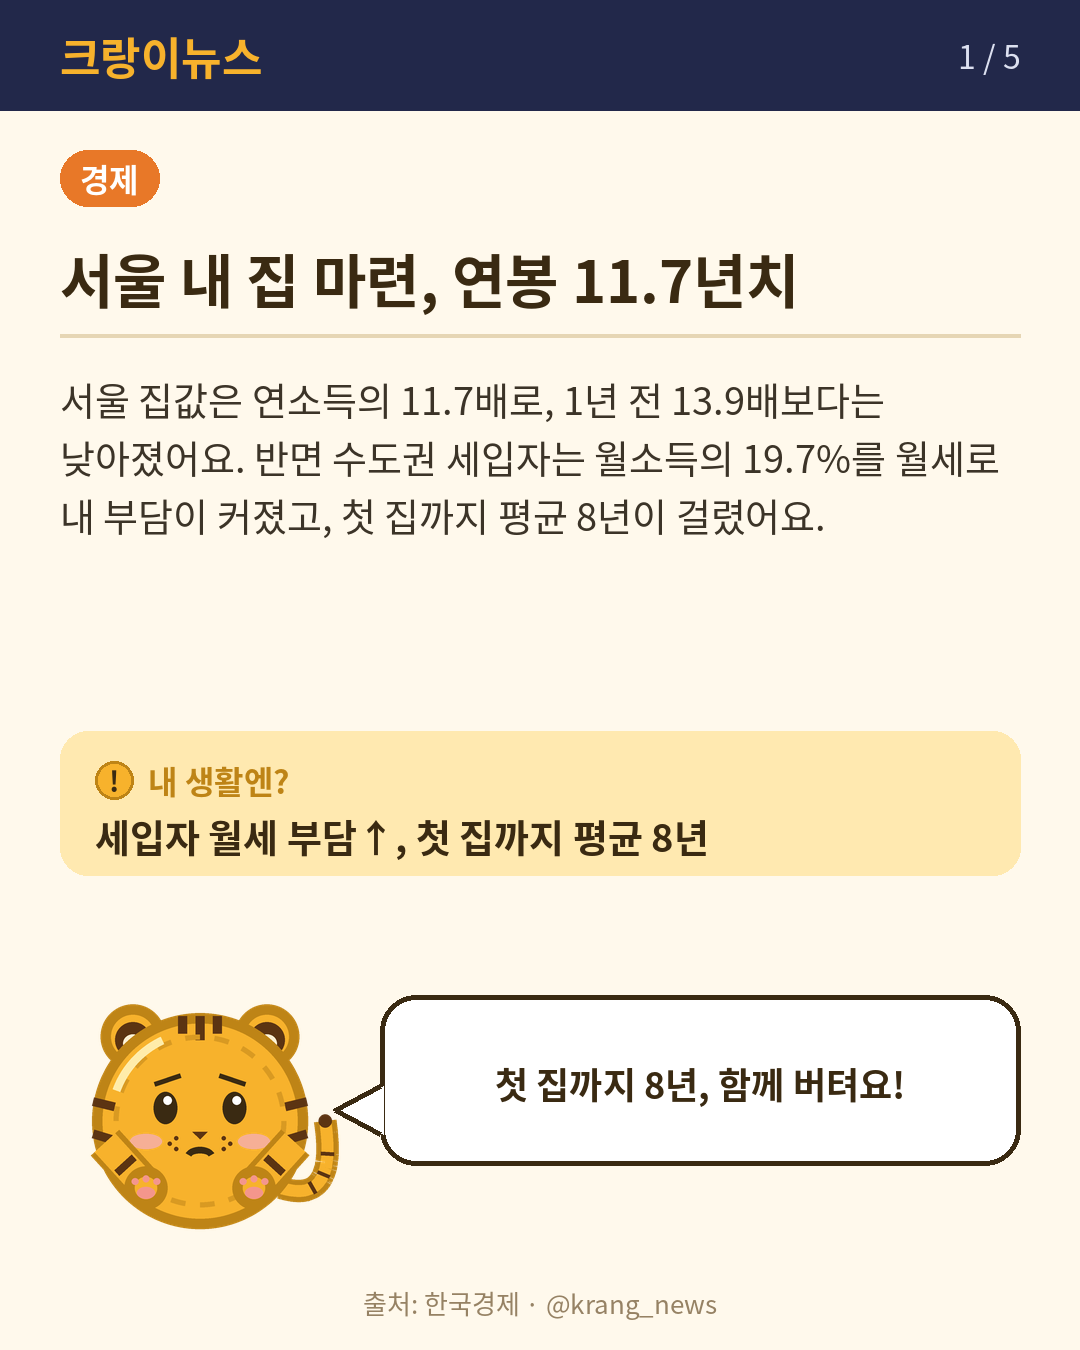 크랑이뉴스
1 / 5
경제
서울 내 집 마련, 연봉 11.7년치
서울 집값은 연소득의 11.7배로, 1년 전 13.9배보다는
낮아졌어요. 반면 수도권 세입자는 월소득의 19.7%를 월세로
내 부담이 커졌고, 첫 집까지 평균 8년이 걸렸어요.
! 내 생활엔?
세입자 월세 부담↑, 첫 집까지 평균 8년
첫 집까지 8년, 함께 버텨요!
출처: 한국경제 · @krang_news